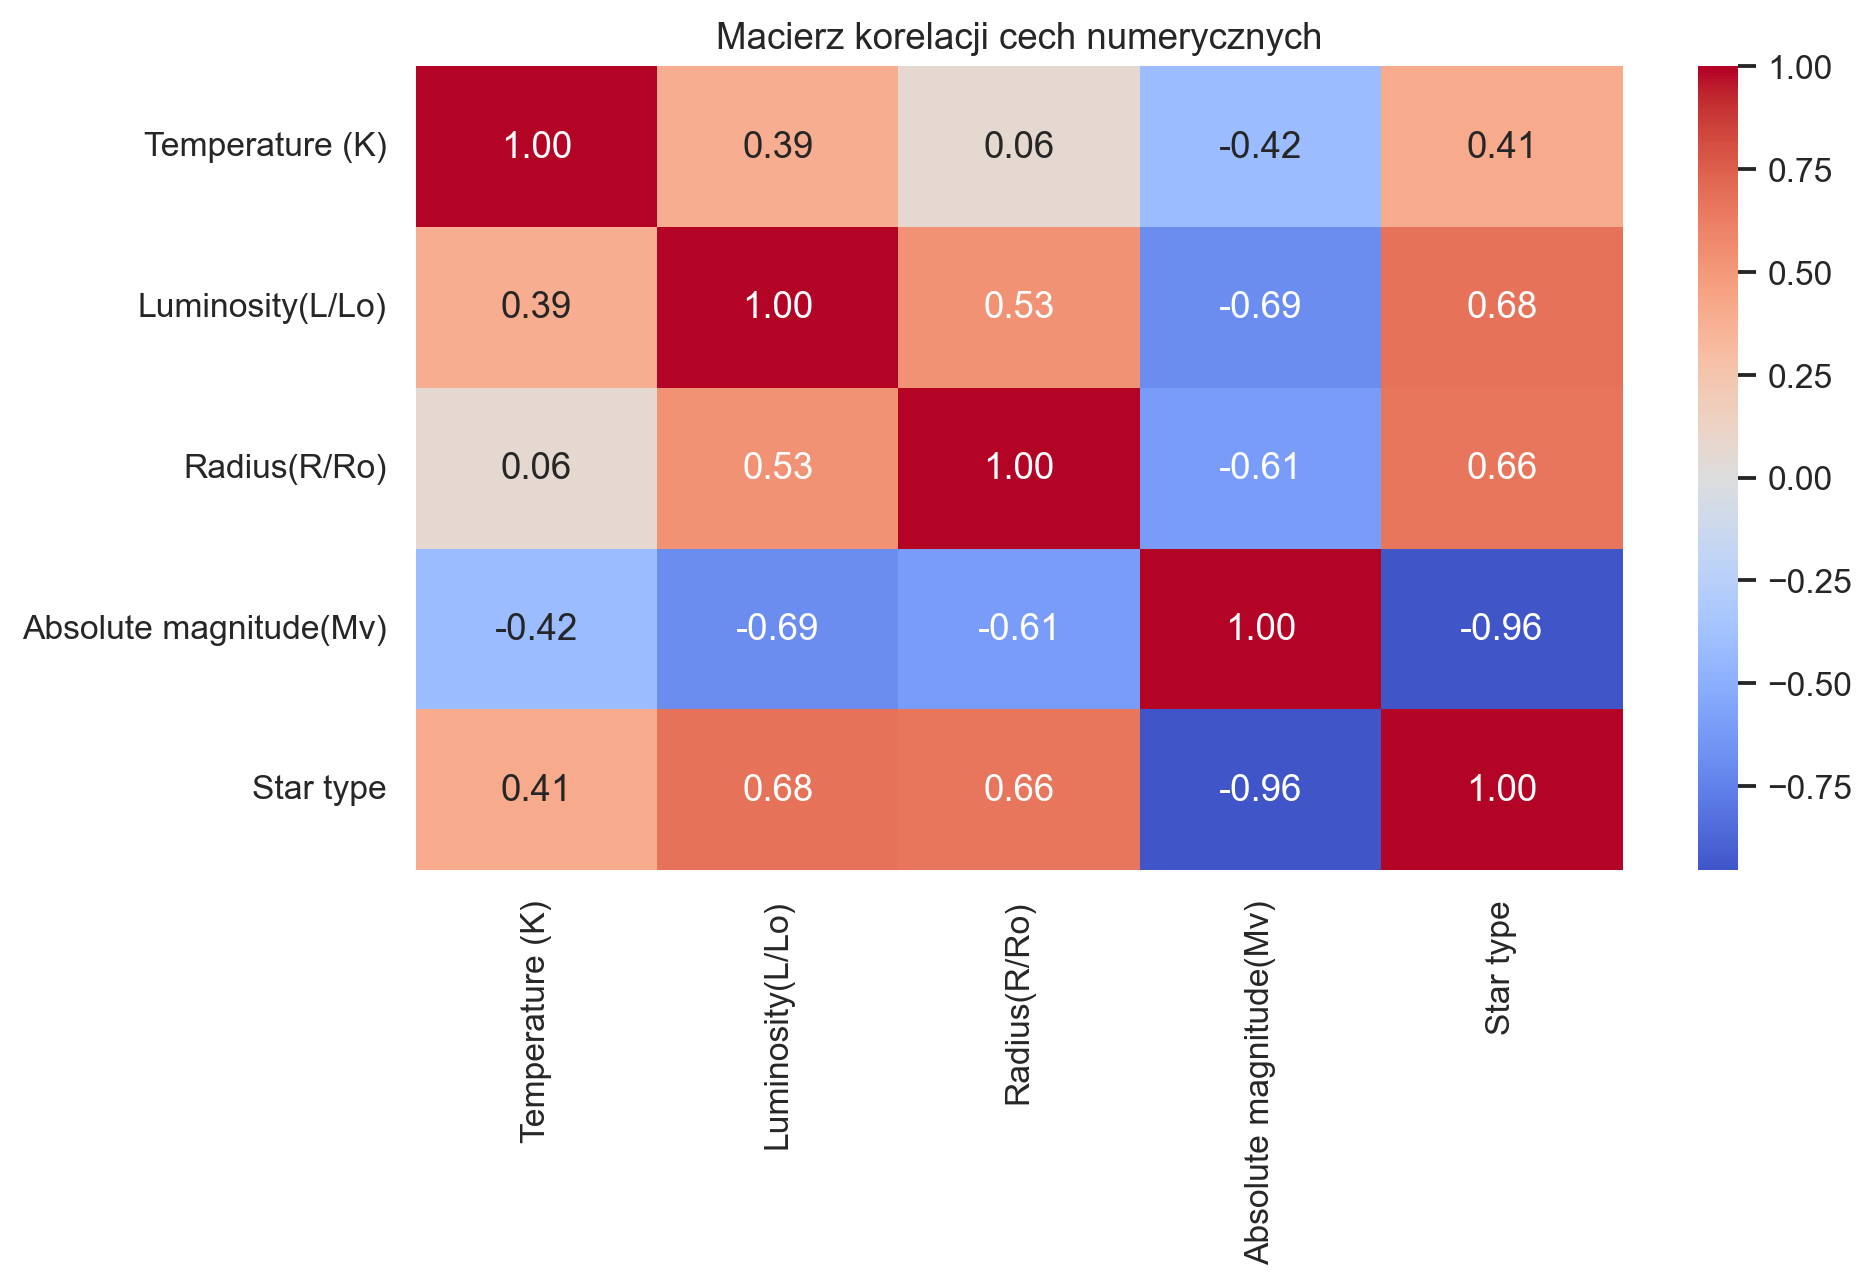 Macierz korelacji cech numerycznych
Temperature (K) 1.00 0.39 0.06 -0.42 0.41
Luminosity(L/Lo) 0.39 1.00 0.53 -0.69 0.68
Radius(R/Ro) 0.06 0.53 1.00 -0.61 0.66
Absolute magnitude(Mv) -0.42 -0.69 -0.61 1.00 -0.96
Star type 0.41 0.68 0.66 -0.96 1.00
Temperature (K)
Luminosity(L/Lo)
Radius(R/Ro)
Absolute magnitude(Mv)
Star type
1.00
0.75
0.50
0.25
0.00
−0.25
−0.50
−0.75